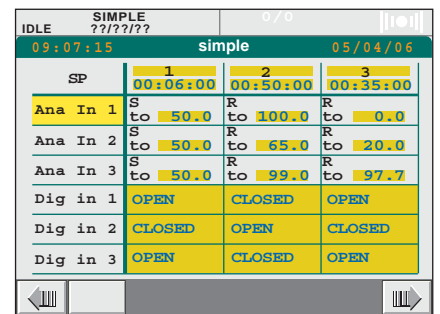 SIMPLE 0/0
IDLE ??/??/??
09:07:15 simple 05/04/06
SP 1 2 3
00:06:00 00:50:00 00:35:00
Ana In 1 S to 50.0 R to 100.0 R to 0.0
Ana In 2 S to 50.0 R to 65.0 R to 20.0
Ana In 3 S to 50.0 R to 99.0 R to 97.7
Dig in 1 OPEN CLOSED OPEN
Dig in 2 CLOSED OPEN CLOSED
Dig in 3 OPEN CLOSED OPEN